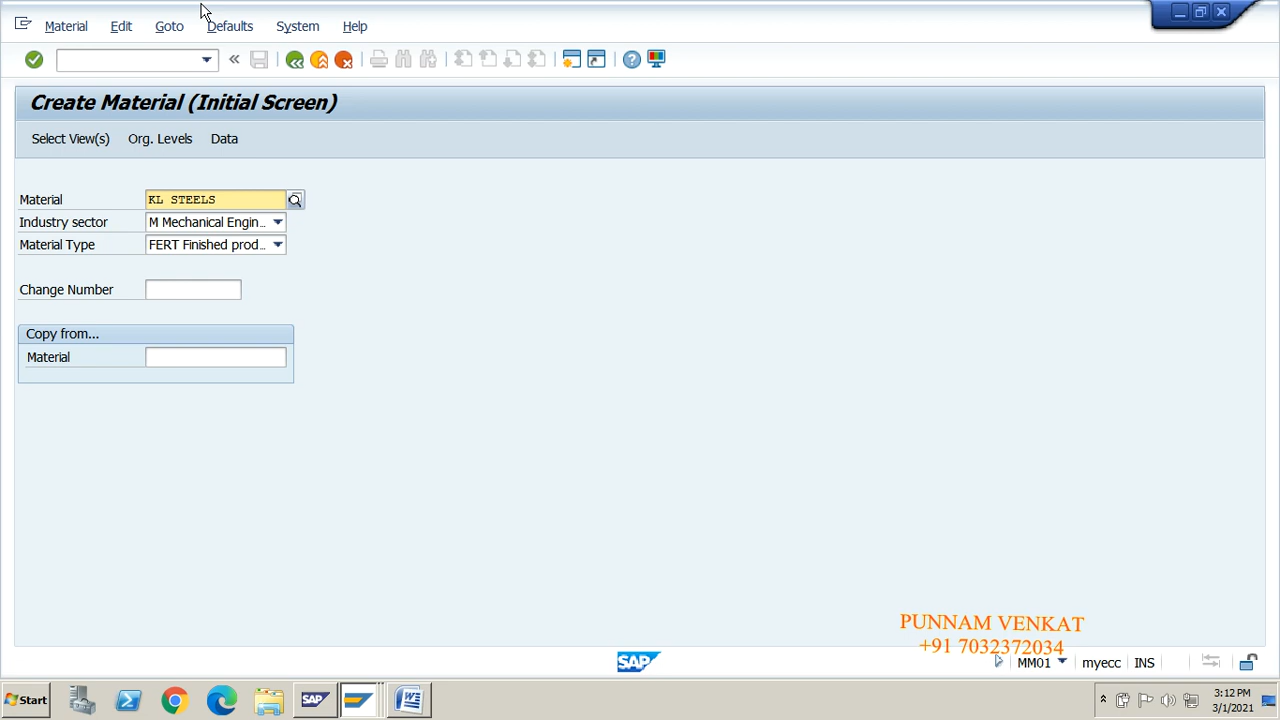 Material Edit Goto Defaults System Help
Create Material (Initial Screen)
Select View(s) Org. Levels Data
Material KL STEELS
Industry sector M Mechanical Engin...
Material Type FERT Finished prod...
Change Number
Copy from...
Material
PUNNAM VENKAT
+91 7032372034
SAP MM01 myecc INS
Start SAP 3:12 PM
3/1/2021